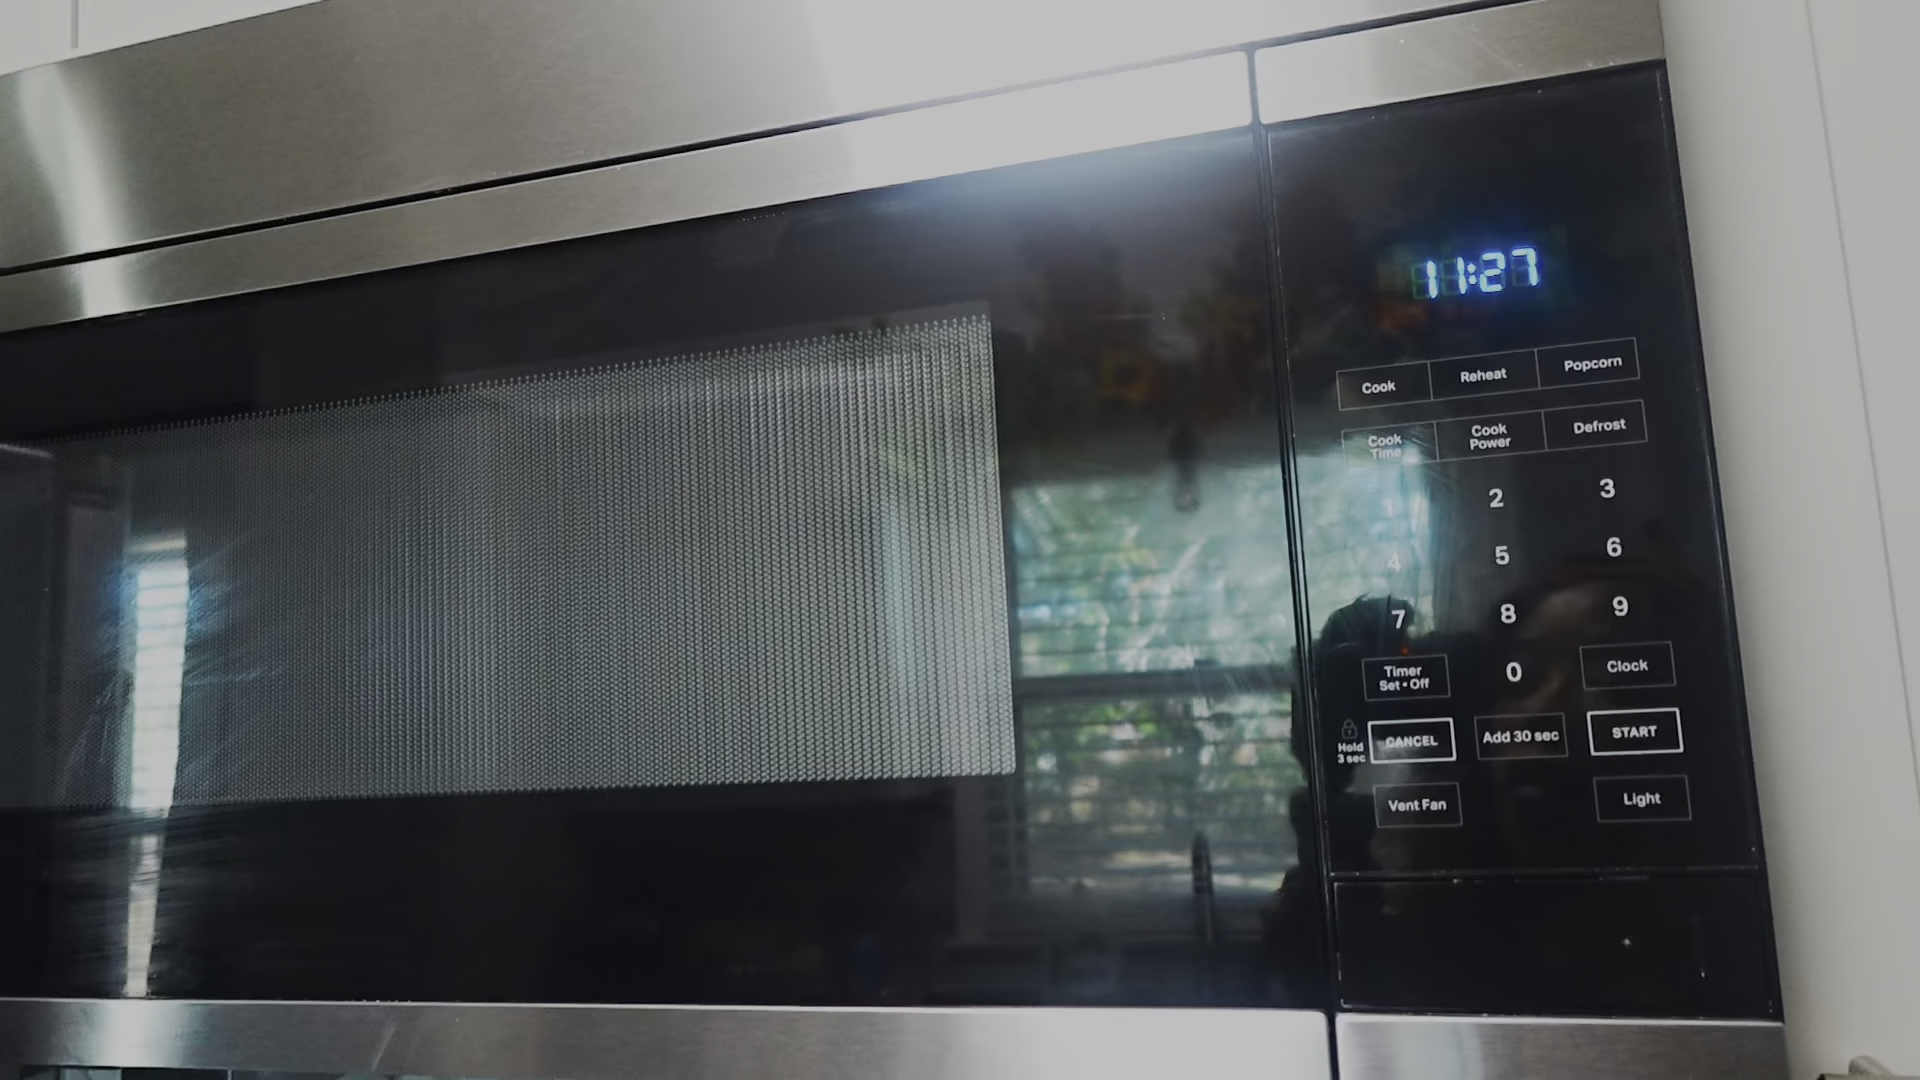 11:27
Cook Reheat Popcorn
Cook Time
Cook Power
Defrost
2 3
4 5 6
7 8 9
Timer
Set • Off
0
Clock
Hold
3 sec
CANCEL
Add 30 sec
START
Vent Fan
Light